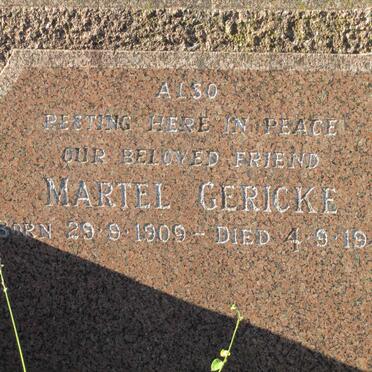 ALSO
RESTING HERE IN PEACE
OUR BELOVED FRIEND
MARTEL GERICKE
BORN 29·9·1909 – DIED 4·9·19